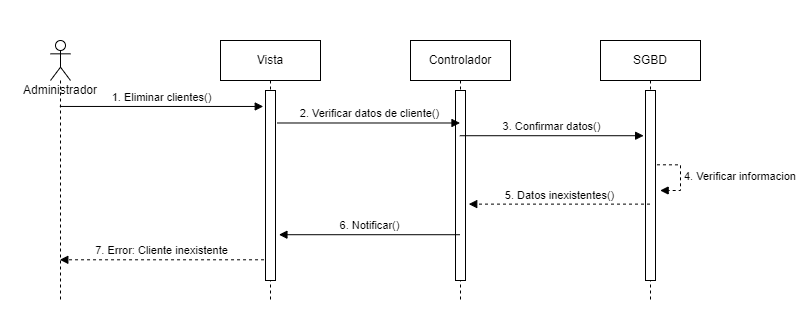 Vista
Controlador
SGBD
Administrador
1. Eliminar clientes()
2. Verificar datos de cliente()
3. Confirmar datos()
4. Verificar informacion
5. Datos inexistentes()
6. Notificar()
7. Error: Cliente inexistente